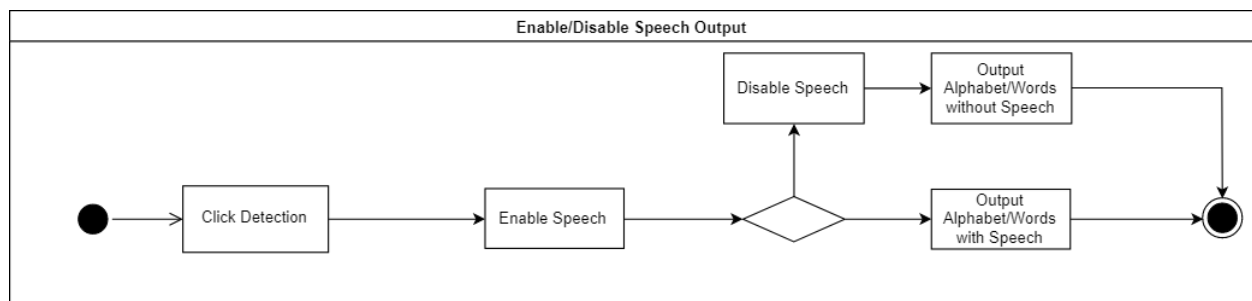 Enable/Disable Speech Output
Disable Speech
Output
Alphabet/Words
without Speech
Click Detection
Enable Speech
Output
Alphabet/Words
with Speech